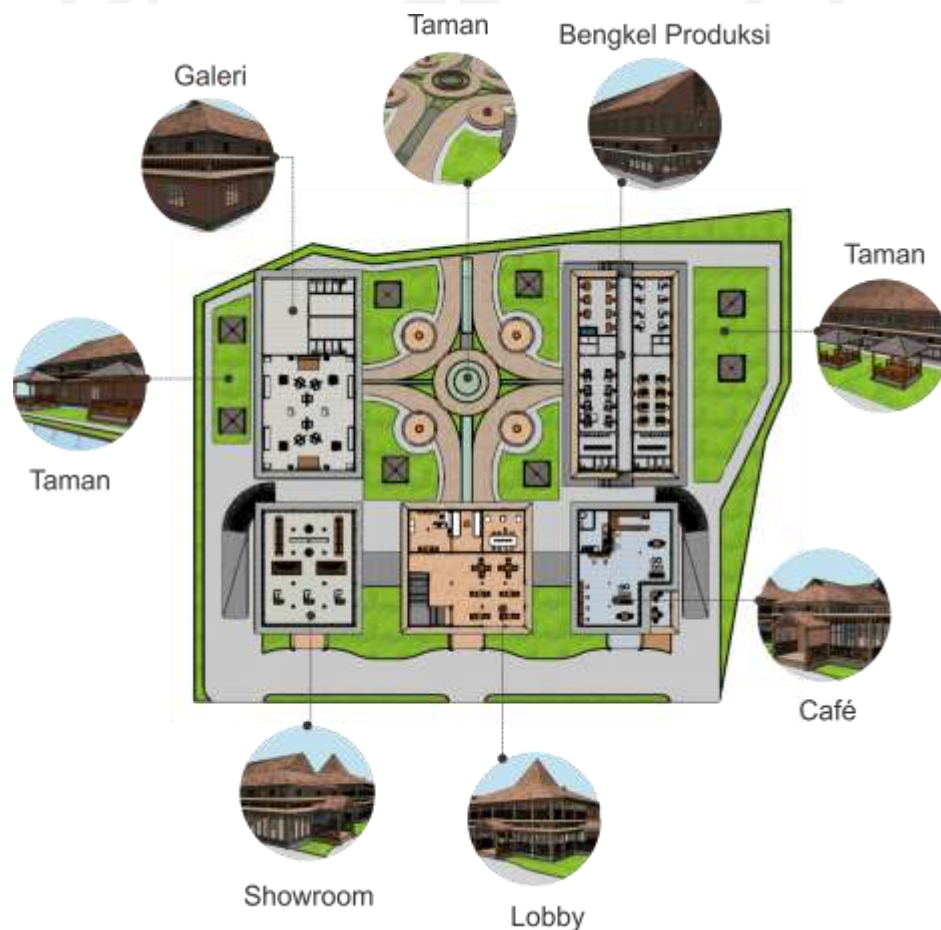 Taman
Bengkel Produksi
Galeri
Taman
Taman
Café
Showroom
Lobby